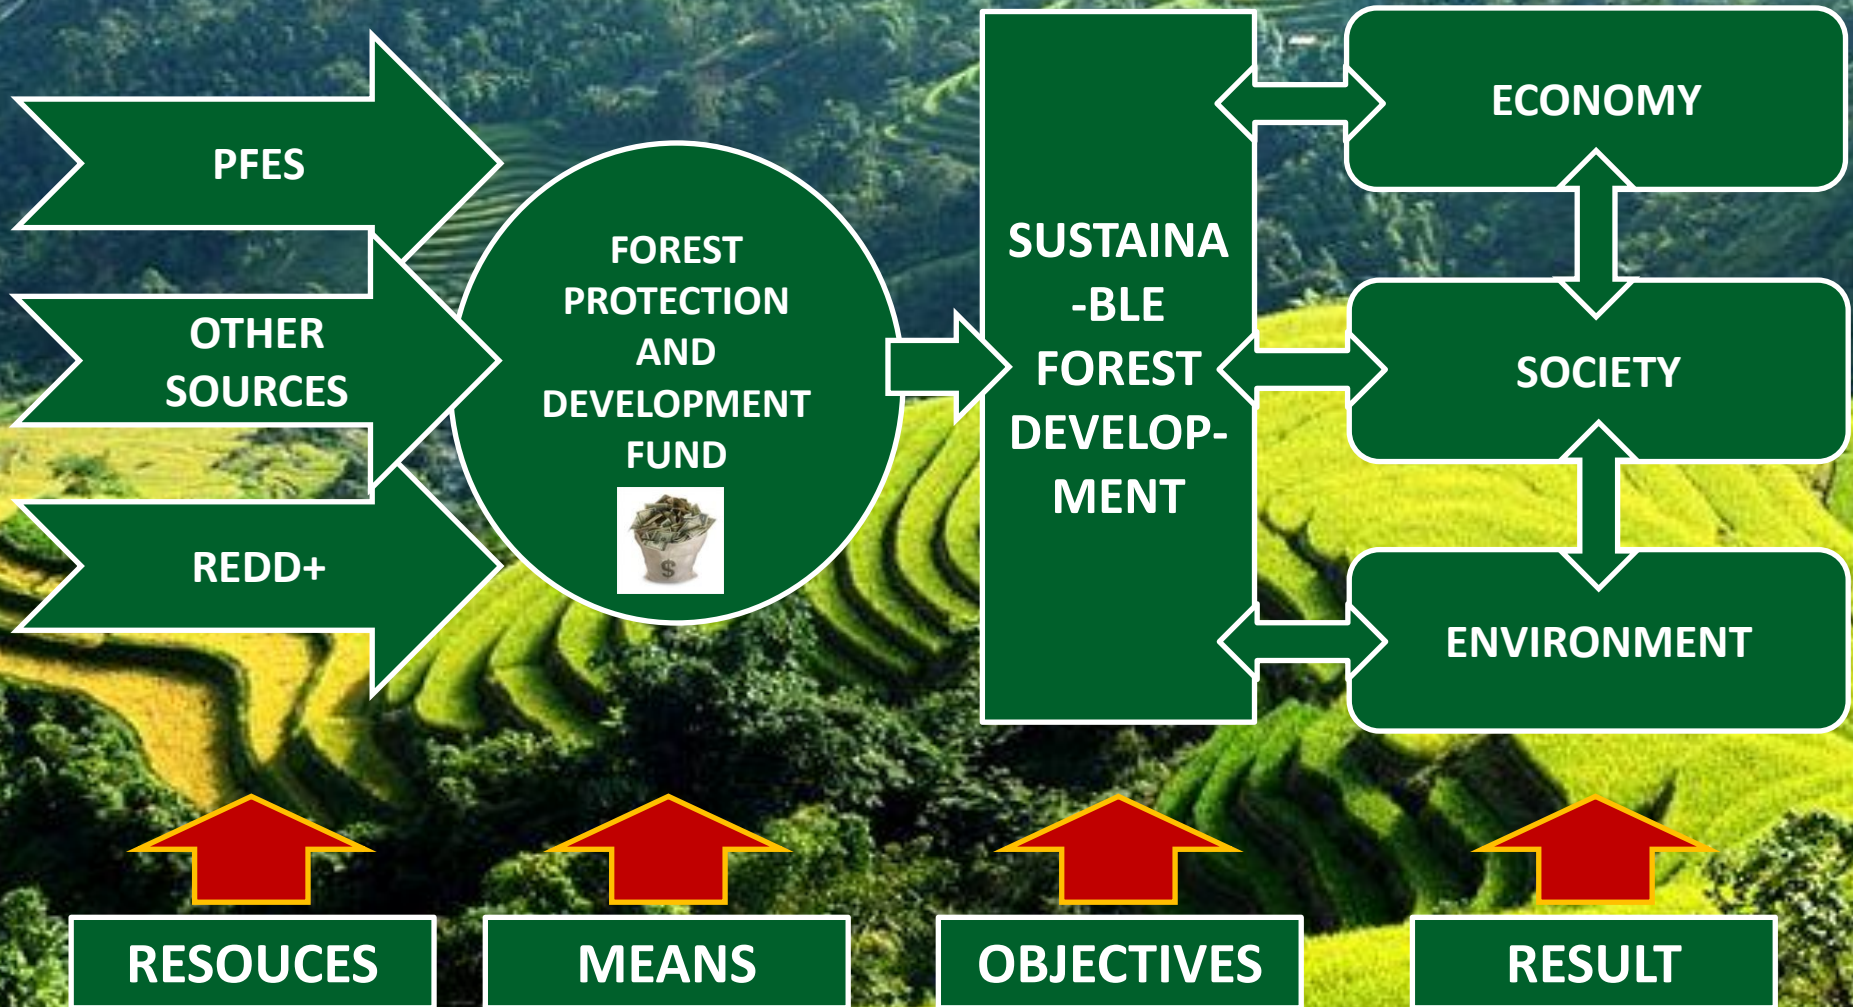 PFES
OTHER
SOURCES
REDD+
FOREST
PROTECTION
AND
DEVELOPMENT
FUND
$
SUSTAINA
-BLE
FOREST
DEVELOP-
MENT
ECONOMY
SOCIETY
ENVIRONMENT
RESOUCES
MEANS
OBJECTIVES
RESULT